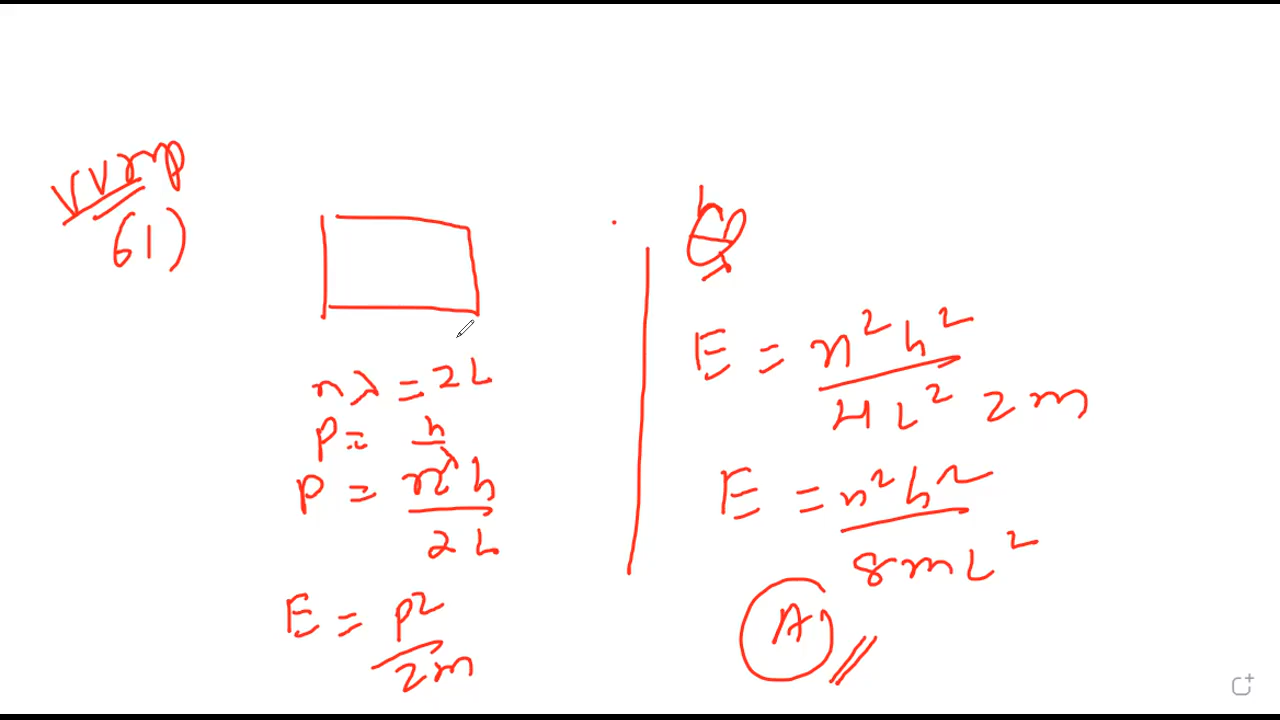 VVImp
61)
nλ = 2L
P = h/λ
P = nh/2L
E = P²/2m
E = n²h²/4L² 2m
E = n²h²/8mL²
A)